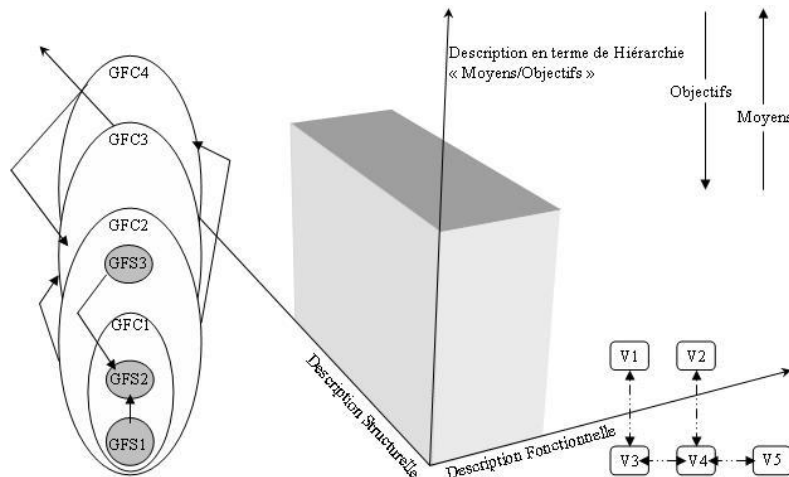 GFC4
GFC3
GFC2
GFS3
GFC1
GFS2
GFS1
Description en terme de Hiérarchie
« Moyens/Objectifs »
Objectifs
Moyens
Description Structurelle
Description Fonctionnelle
V1
V2
V3
V4
V5